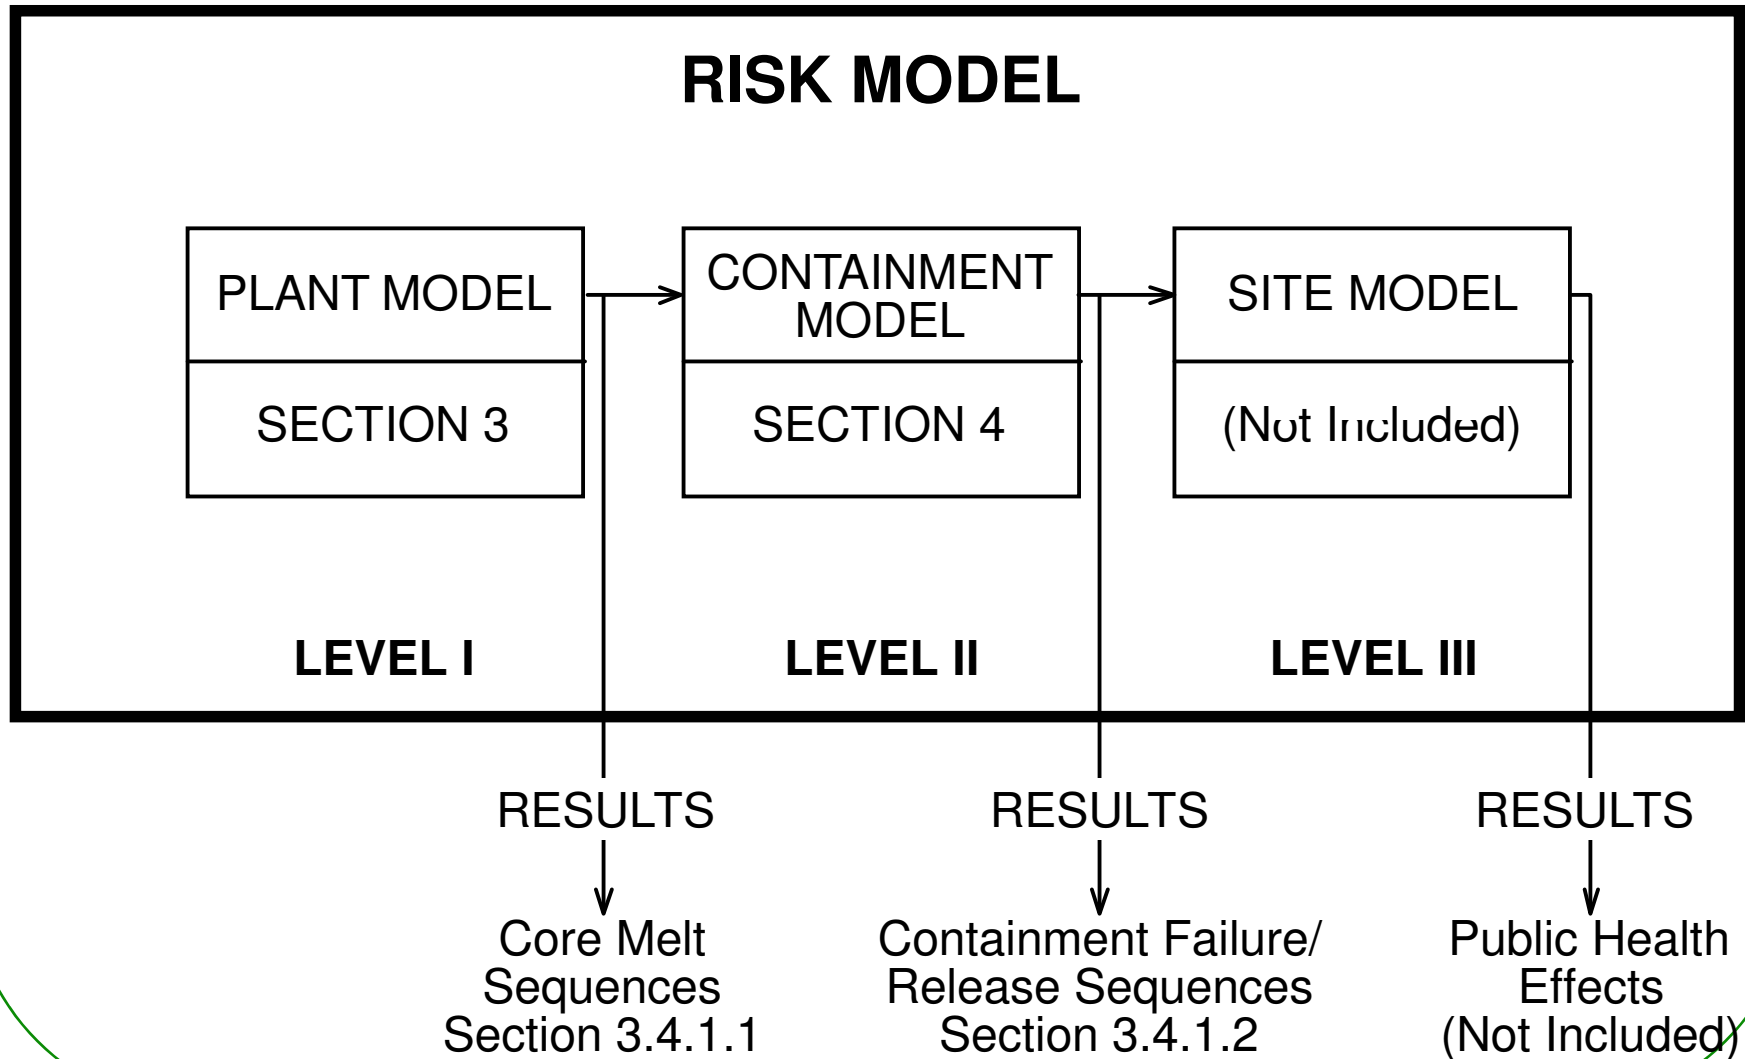 RISK MODEL
PLANT MODEL
SECTION 3
CONTAINMENT
MODEL
SECTION 4
SITE MODEL
(Not Included)
LEVEL I
LEVEL II
LEVEL III
RESULTS
RESULTS
RESULTS
Core Melt
Sequences
Section 3.4.1.1
Containment Failure/
Release Sequences
Section 3.4.1.2
Public Health
Effects
(Not Included)